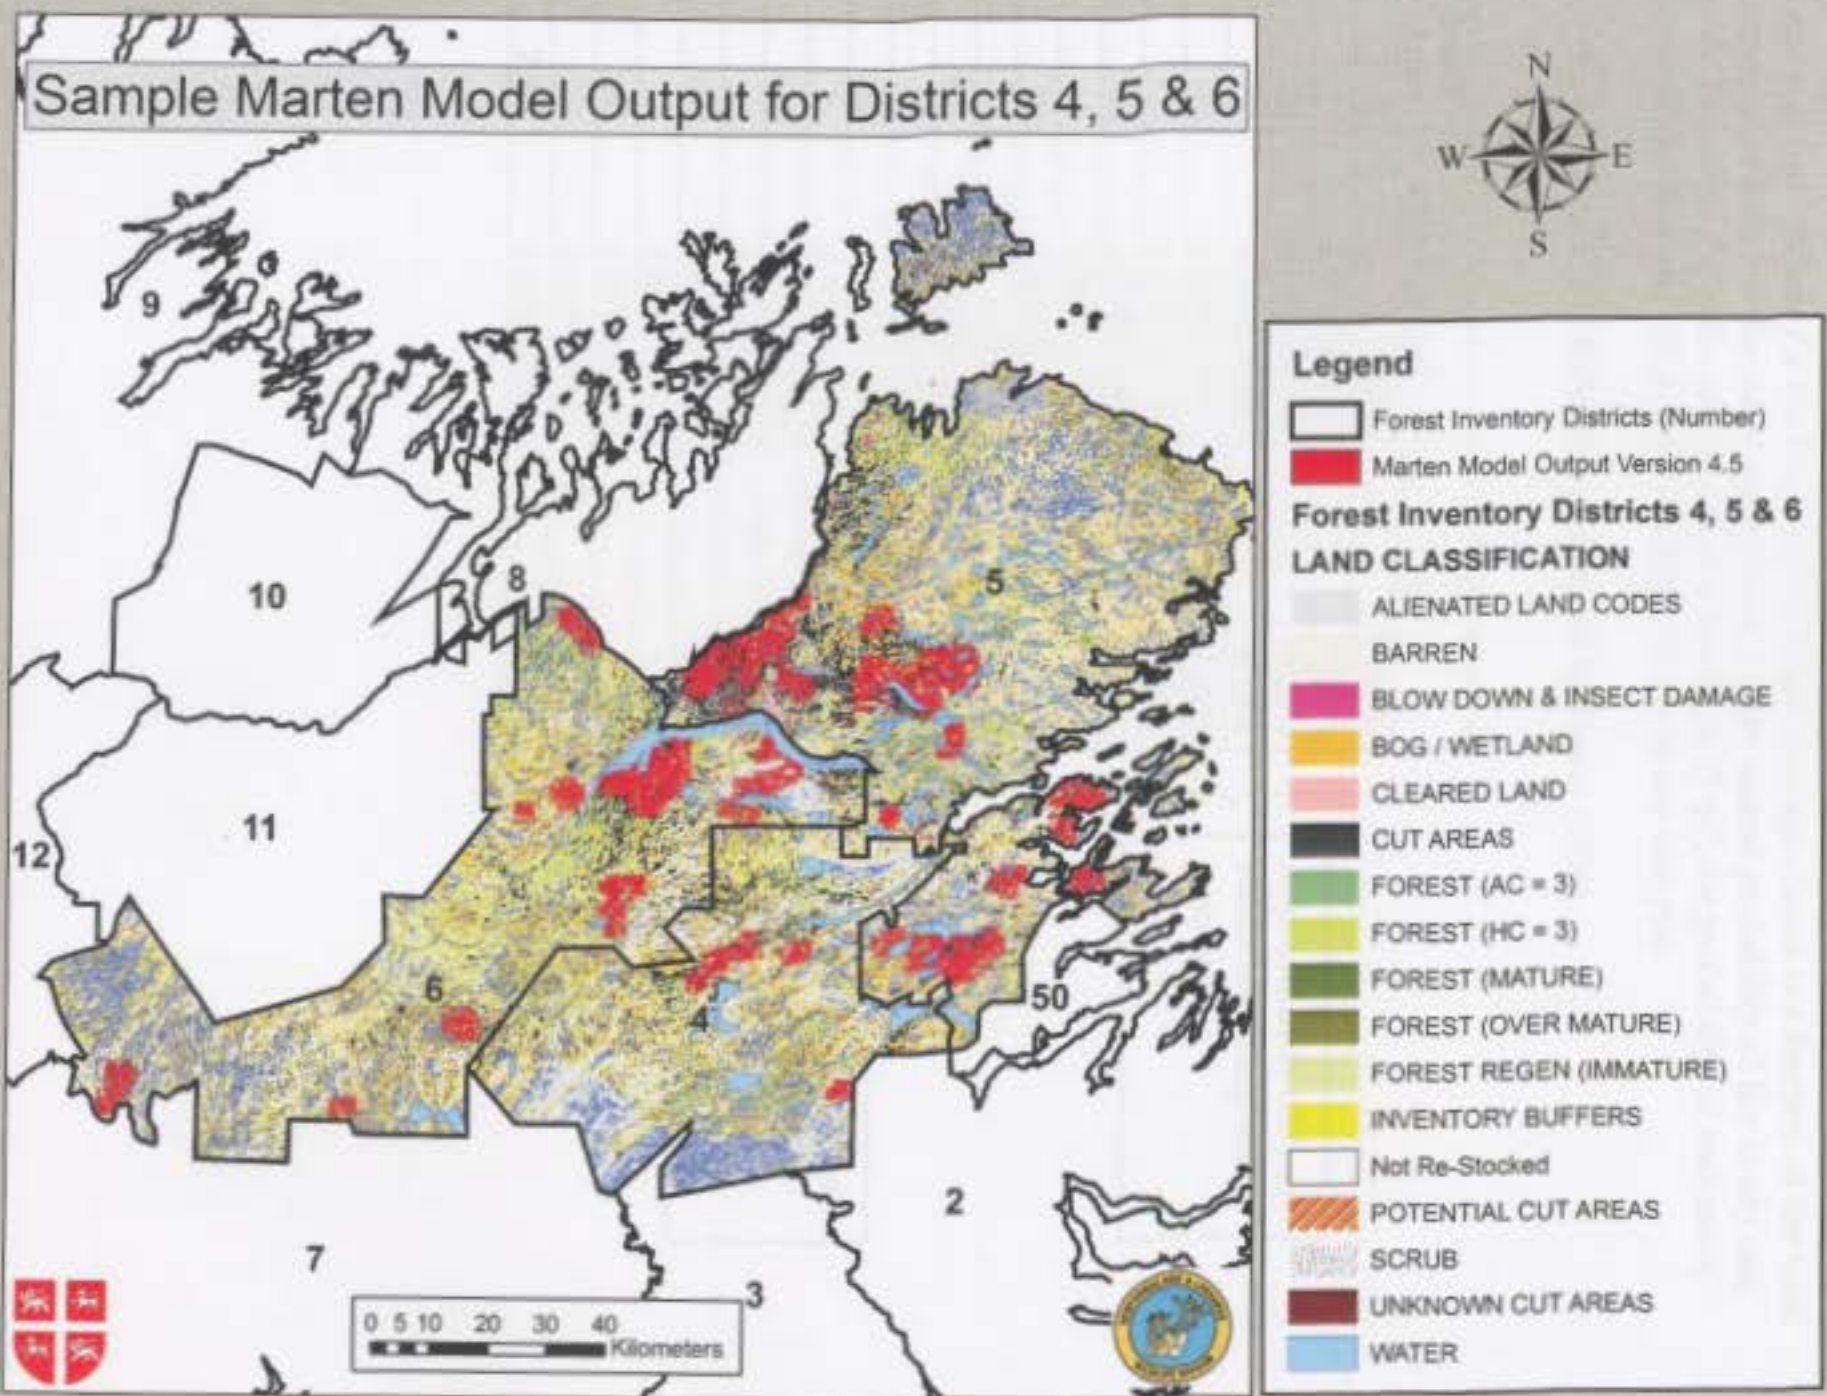 Sample Marten Model Output for Districts 4, 5 & 6
N
W
E
S
9
10
8
5
11
12
6
50
4
2
7
3
0 5 10 20 30 40
Kilometers
Legend
Forest Inventory Districts (Number)
Marten Model Output Version 4.5
Forest Inventory Districts 4, 5 & 6
LAND CLASSIFICATION
ALIENATED LAND CODES
BARREN
BLOW DOWN & INSECT DAMAGE
BOG / WETLAND
CLEARED LAND
CUT AREAS
FOREST (AC = 3)
FOREST (HC = 3)
FOREST (MATURE)
FOREST (OVER MATURE)
FOREST REGEN (IMMATURE)
INVENTORY BUFFERS
Not Re-Stocked
POTENTIAL CUT AREAS
SCRUB
UNKNOWN CUT AREAS
WATER